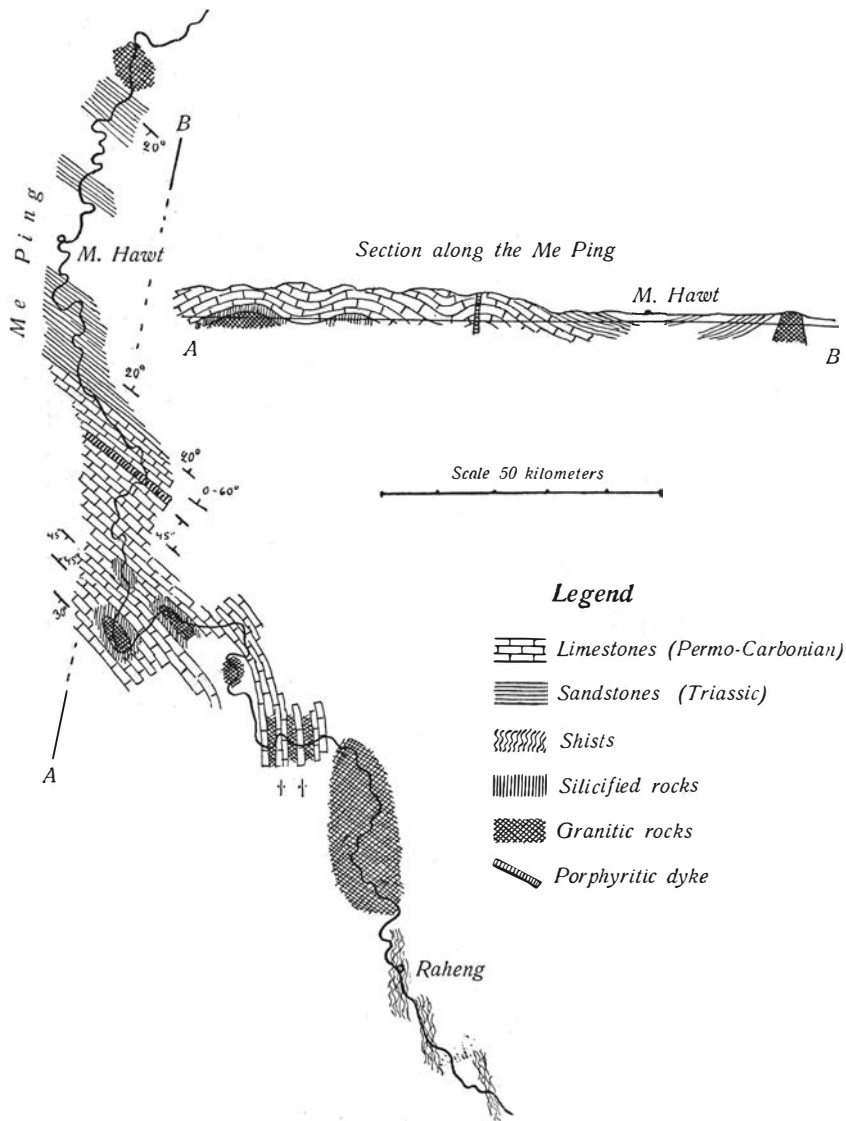 B
20°
Me Ping
M. Hawt
Section along the Me Ping
M. Hawt
A
B
20°
20°
0-60°
Scale 50 kilometers
45°
45°
45°
30°
Legend
Limestones (Permo-Carbonian)
Sandstones (Triassic)
Shists
Silicified rocks
Granitic rocks
Porphyritic dyke
A
Raheng